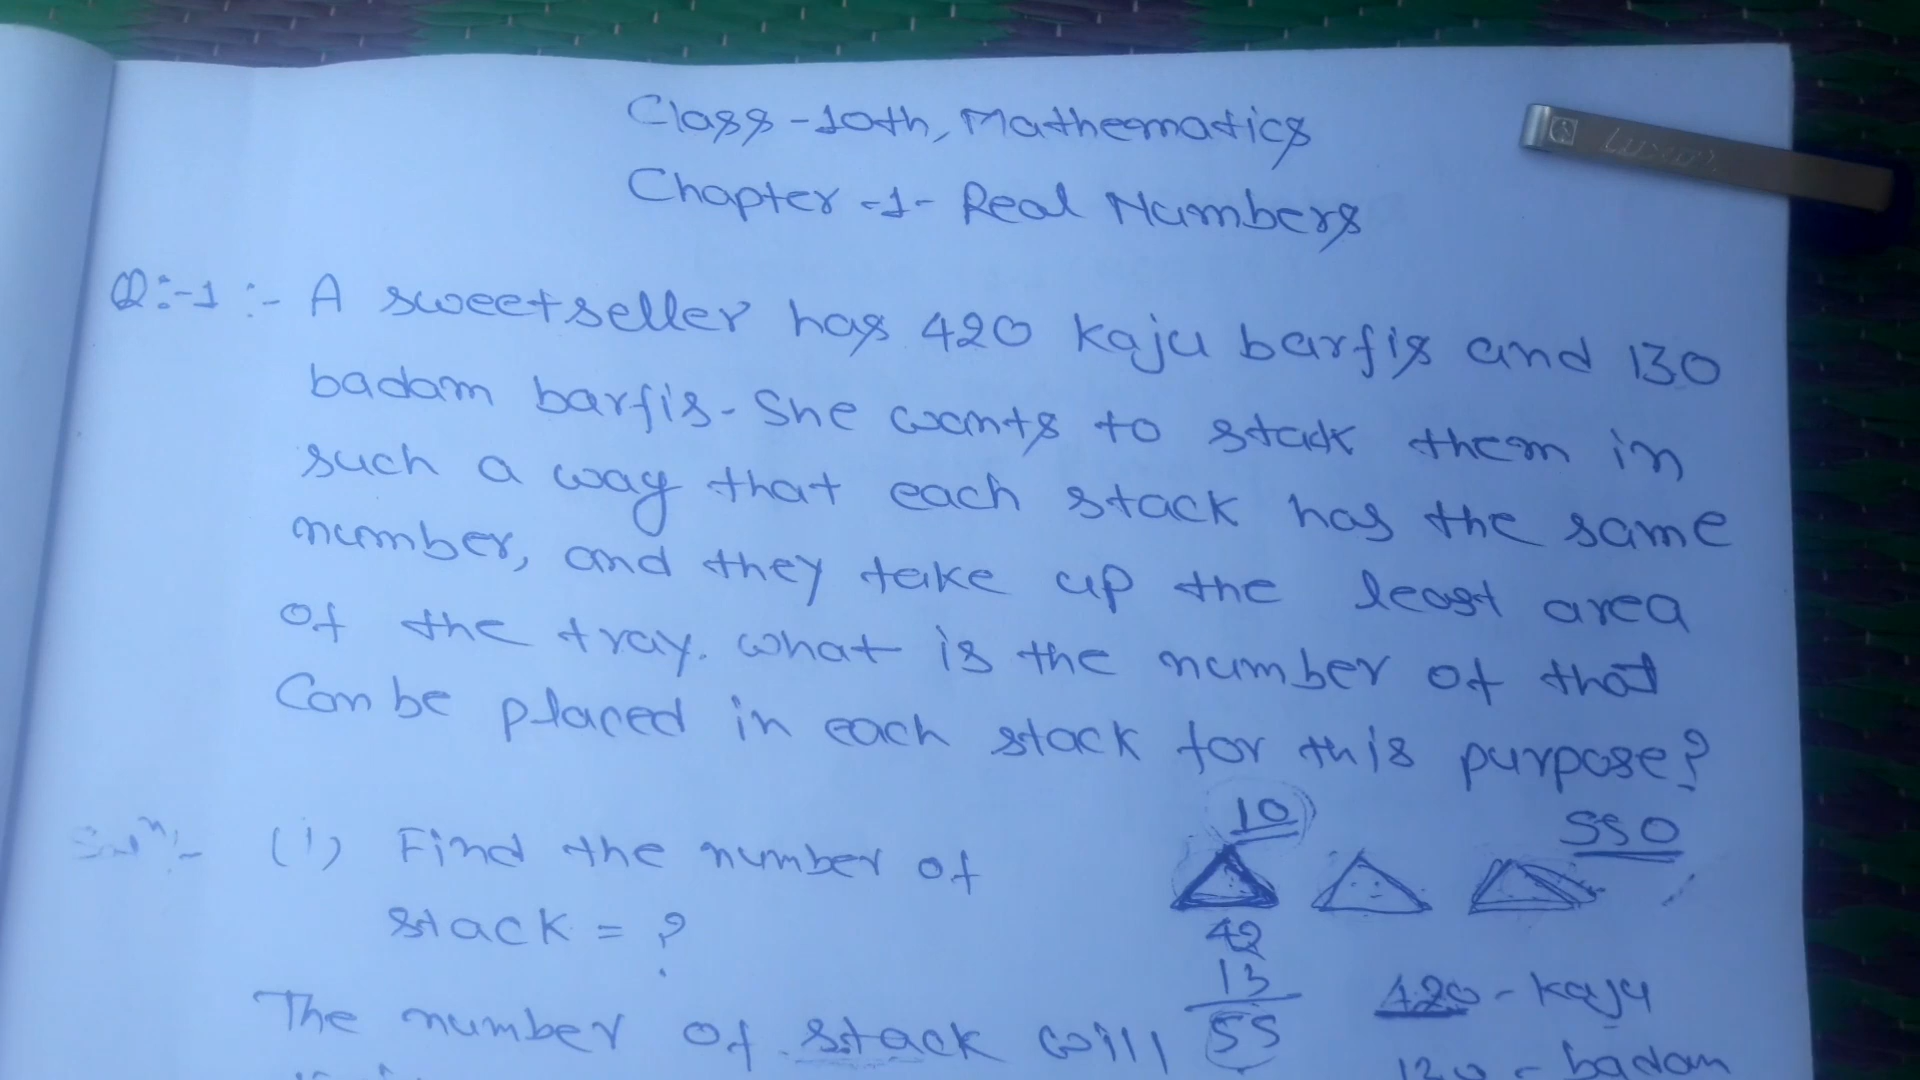 Class-10th, Mathematics
Chapter-1- Real Numbers
Q:-1:- A sweetseller has 420 kaju barfis and 130
badam barfis. She wants to stack them in
such a way that each stack has the same
number, and they take up the least area
of the tray. what is the number of that
Can be placed in each stack for this purpose?
10
550
Soln:- (i) Find the number of
stack = ?
42
13
55
420 - kaju
The number of stack will
badam